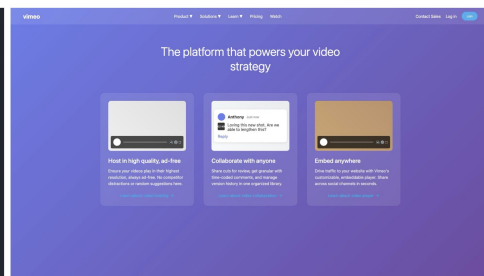 vimeo
Product ▼ Solutions ▼ Learn ▼ Pricing Watch
Contact Sales Log in Join
The platform that powers your video
strategy
Host in high quality, ad-free
Ensure your videos play in their highest
resolution, always ad-free. No competitor
distractions or random suggestions here.
Anthony
Loving this new shot. Are we
able to lengthen this?
Reply
Collaborate with anyone
Share cuts for review, get granular with
time-coded comments, and manage
version history in one organized library.
Embed anywhere
Drive traffic to your website with Vimeo's
customizable, embeddable player. Share
across social channels in seconds.